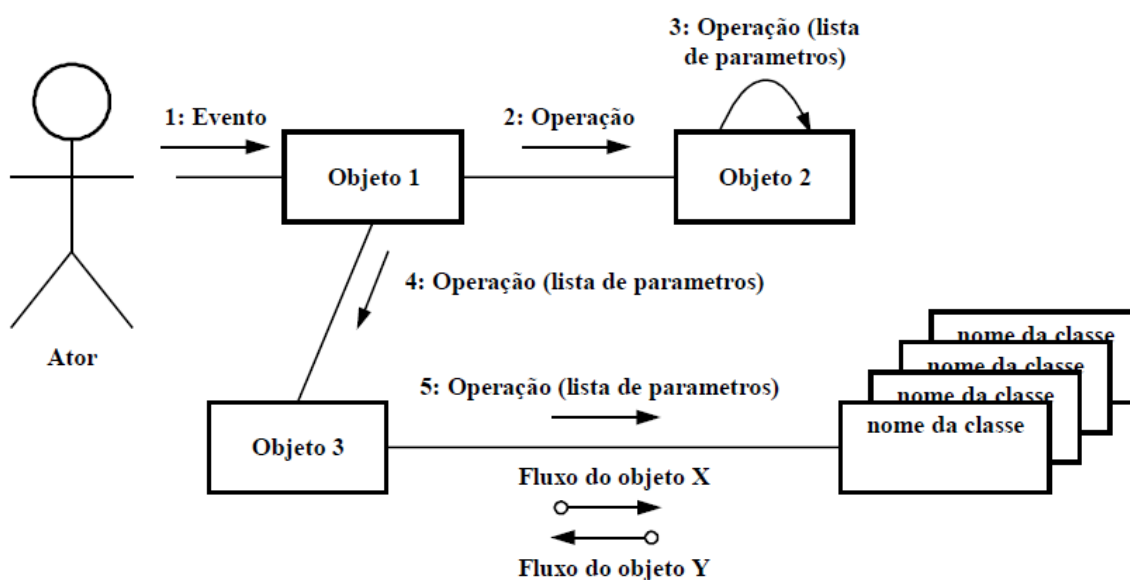 3: Operação (lista
de parametros)
1: Evento
2: Operação
Objeto 1
Objeto 2
4: Operação (lista de parametros)
Ator
nome da classe
nome da classe
nome da classe
nome da classe
5: Operação (lista de parametros)
Objeto 3
Fluxo do objeto X
Fluxo do objeto Y